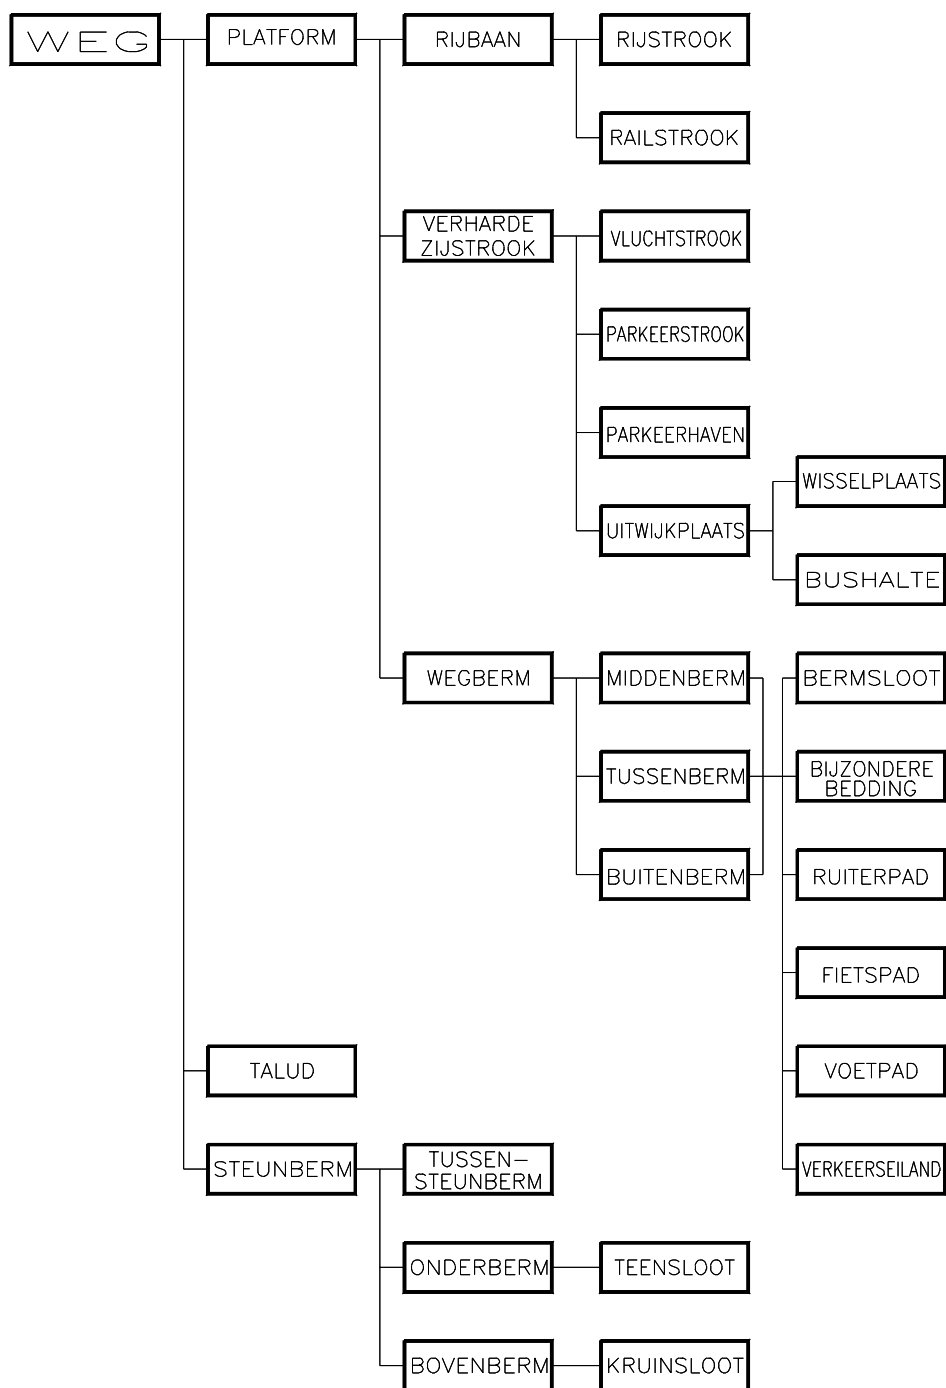 WEG
PLATFORM
RIJBAAN
RIJSTROOK
RAILSTROOK
VERHARDE
ZIJSTROOK
VLUCHTSTROOK
PARKEERSTROOK
PARKEERHAVEN
UITWIJKPLAATS
WISSELPLAATS
BUSHALTE
WEGBERM
MIDDENBERM
TUSSENBERM
BUITENBERM
BERMSLOOT
BIJZONDERE
BEDDING
RUITERPAD
FIETSPAD
VOETPAD
VERKEERSEILAND
TALUD
STEUNBERM
TUSSEN-
STEUNBERM
ONDERBERM
TEENSLOOT
BOVENBERM
KRUINSLOOT